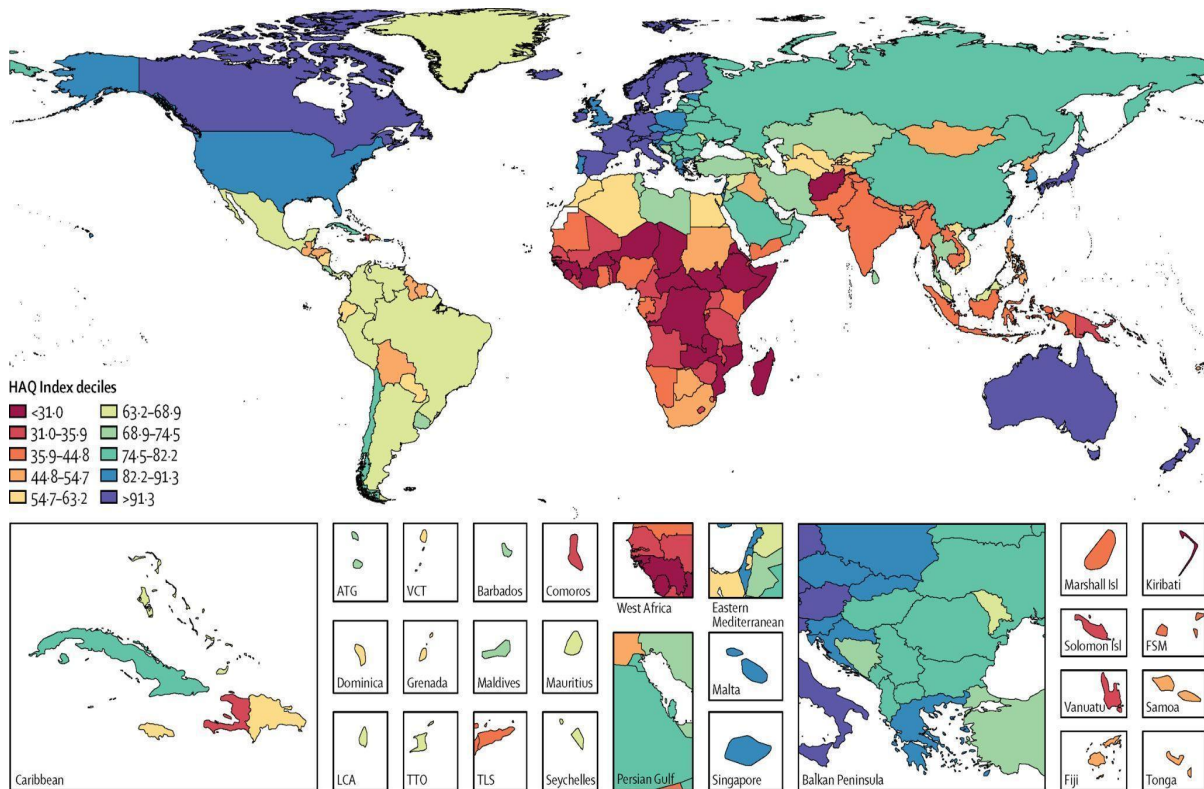 HAQ Index deciles
<31·0
31·0–35·9
35·9–44·8
44·8–54·7
54·7–63·2
63·2–68·9
68·9–74·5
74·5–82·2
82·2–91·3
>91·3
Caribbean
ATG
VCT
Barbados
Comoros
Dominica
Grenada
Maldives
Mauritius
LCA
TTO
TLS
Seychelles
West Africa
Eastern
Mediterranean
Persian Gulf
Malta
Singapore
Balkan Peninsula
Marshall Isl
Kiribati
Solomon Isl
FSM
Vanuatu
Samoa
Fiji
Tonga